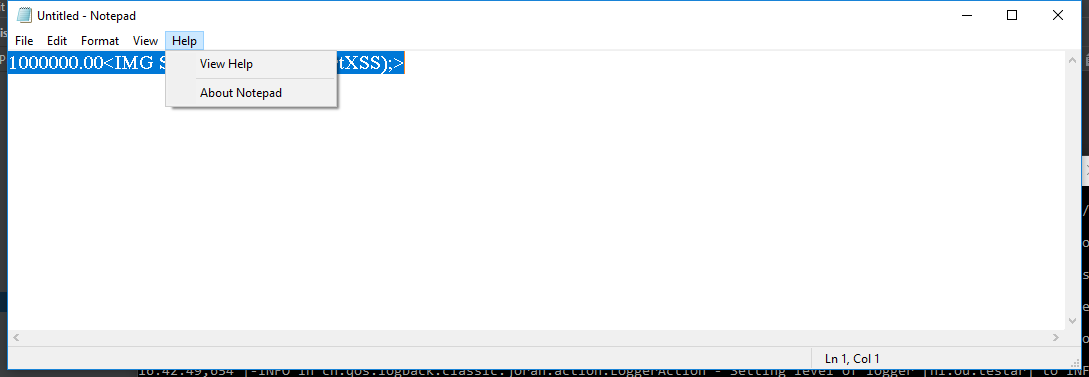 Untitled - Notepad
File Edit Format View Help
1000000.00<IMG S tXSS);>
View Help
About Notepad
Ln 1, Col 1
16:42:49,654 |-INFO in ch.qos.logback.classic.joran.action.LoggerAction - Setting level of logger [nl.ou.testar] to INF